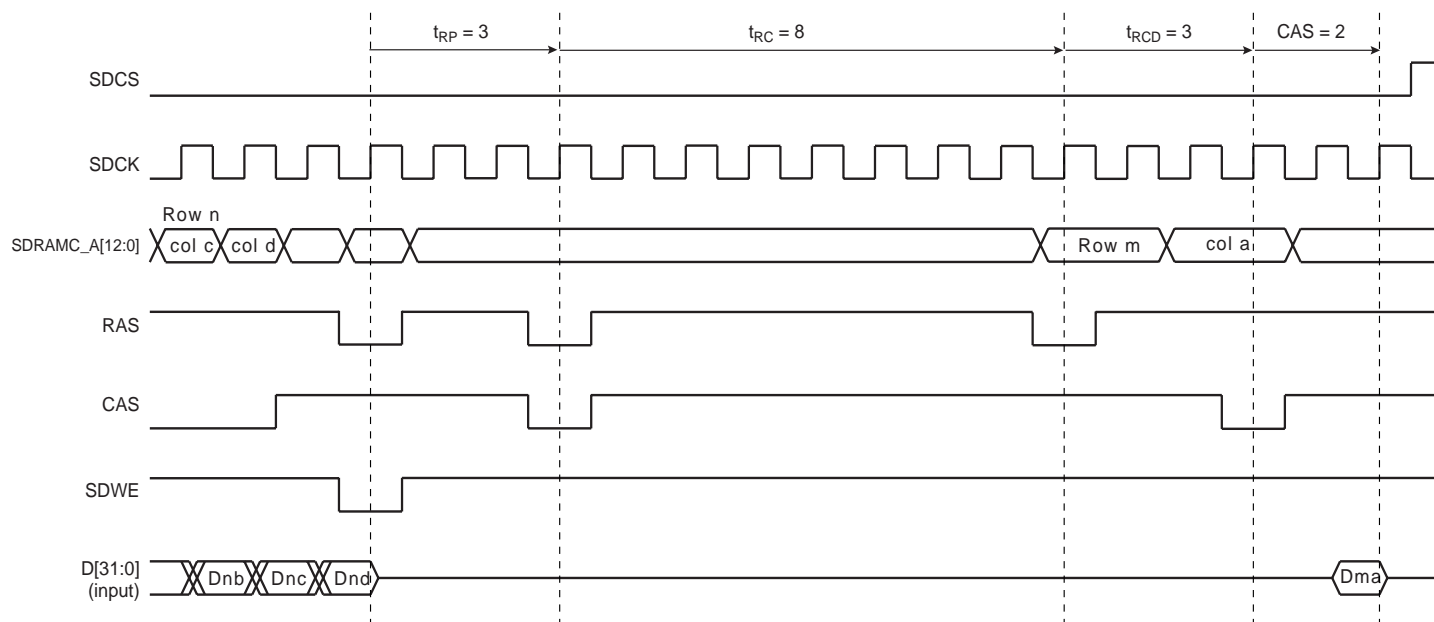 tRP = 3 tRC = 8 tRCD = 3 CAS = 2
SDCS
SDCK
Row n
SDRAMC_A[12:0] col c col d Row m col a
RAS
CAS
SDWE
D[31:0]
(input) Dnb Dnc Dnd Dma